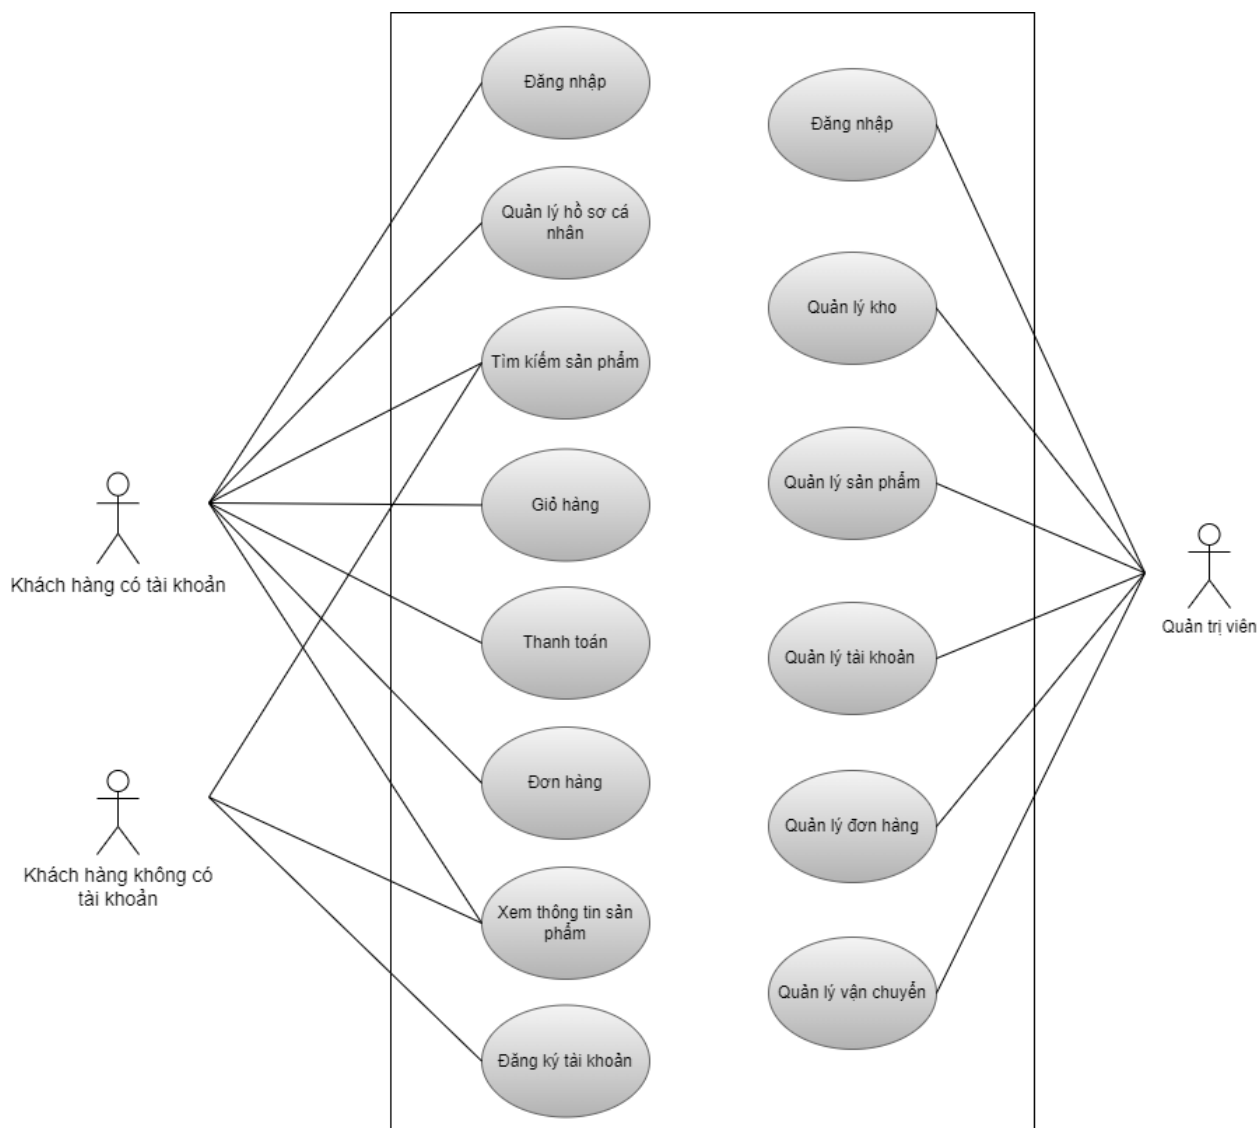 Đăng nhập
Quản lý hồ sơ cá
nhân
Tìm kíếm sản phẩm
Giỏ hàng
Thanh toán
Đơn hàng
Xem thông tin sản
phẩm
Đăng ký tài khoản
Đăng nhập
Quản lý kho
Quản lý sản phẩm
Quản lý tài khoản
Quản lý đơn hàng
Quản lý vận chuyển
Khách hàng có tài khoản
Khách hàng không có
tài khoản
Quản trị viên